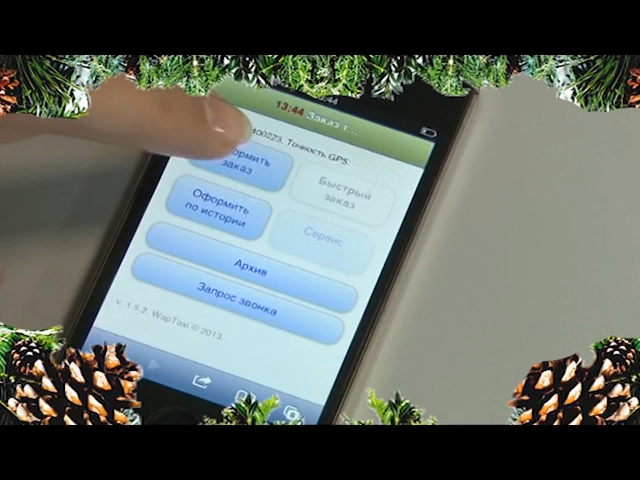 13:44 Заказ т...
Точность GPS:
заказ
Быстрый
заказ
Оформить
по истории
Сервис
Архив
Запрос звонка
v. 1.5.2. WapTaxi © 2013.